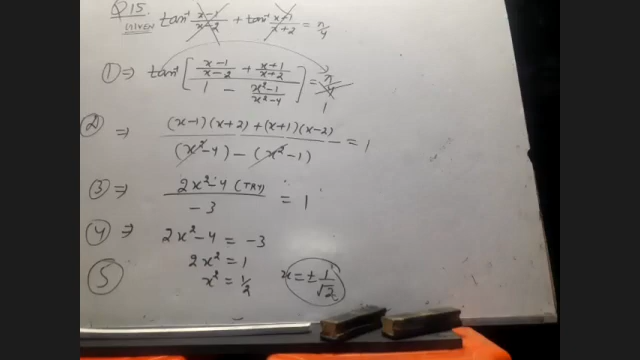 Q15.
GIVEN tan⁻¹ x-1/x-2 + tan⁻¹ x+1/x+2 = π/4
① ⇒ tan⁻¹ [ (x-1/x-2 + x+1/x+2) / (1 - x²-1/x²-4) ] = π/4
1
② ⇒ (x-1)(x+2) + (x+1)(x-2) / (x²-4) - (x²-1) = 1
③ ⇒ 2x²-4 (TRY) / -3 = 1
④ ⇒ 2x²-4 = -3
⑤ 2x² = 1
x² = 1/2 x = ± 1/√2